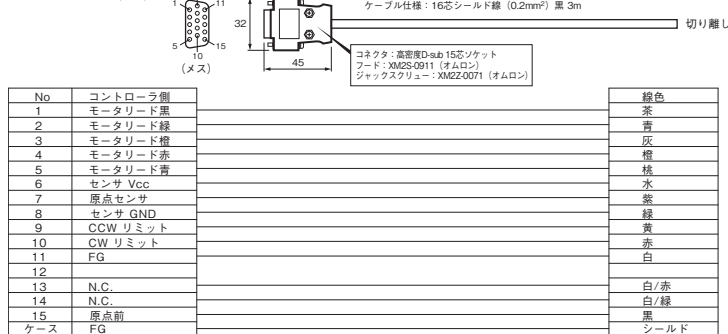 ケーブル仕様：16芯シールド線（0.2mm²）黒 3m
1
11
5
15
10
（メス）
32
45
切り離し
コネクタ：高密度D-sub 15芯ソケット
フード：XM2S-0911（オムロン）
ジャックスクリュー：XM2Z-0071（オムロン）
No コントローラ側 線色
1 モータリード黒 茶
2 モータリード緑 青
3 モータリード橙 灰
4 モータリード赤 橙
5 モータリード青 桃
6 センサ Vcc 水
7 原点センサ 紫
8 センサ GND 緑
9 CCW リミット 黄
10 CW リミット 赤
11 FG 白
12
13 N.C. 白/赤
14 N.C. 白/緑
15 原点前 黒
ケース FG シールド